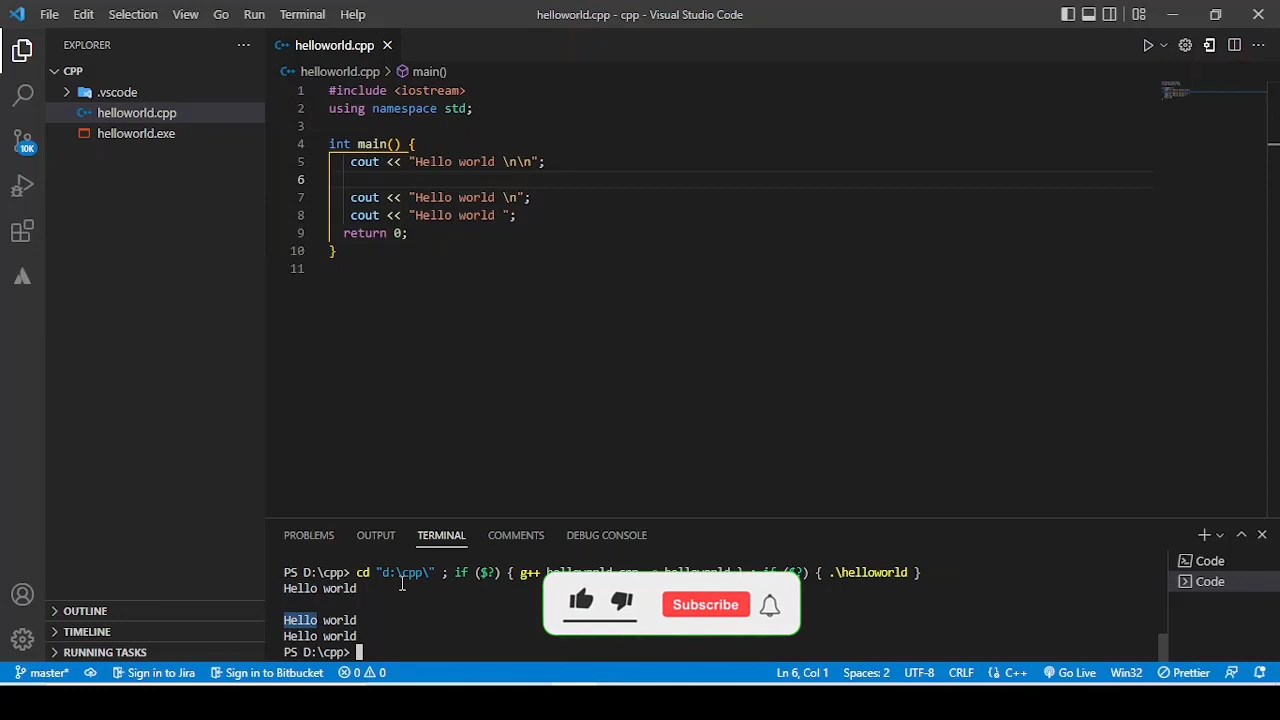 File Edit Selection View Go Run Terminal Help helloworld.cpp - cpp - Visual Studio Code
EXPLORER ···
helloworld.cpp
CPP
helloworld.cpp > main()
.vscode
helloworld.cpp
helloworld.exe
10K
1 #include <iostream>
2 using namespace std;
3
4 int main() {
5 cout << "Hello world \n\n";
6
7 cout << "Hello world \n";
8 cout << "Hello world ";
9 return 0;
10 }
11
PROBLEMS OUTPUT TERMINAL COMMENTS DEBUG CONSOLE
PS D:\cpp> cd "d:\cpp\" ; if ($?) { g++ helloworld.cpp -o helloworld } ; if ($?) { .\helloworld }
Hello world

Hello world
Hello world
PS D:\cpp>
Code
Code
Subscribe
OUTLINE
TIMELINE
RUNNING TASKS
master* Sign in to Jira Sign in to Bitbucket 0 0 Ln 6, Col 1 Spaces: 2 UTF-8 CRLF {} C++ Go Live Win32 Prettier